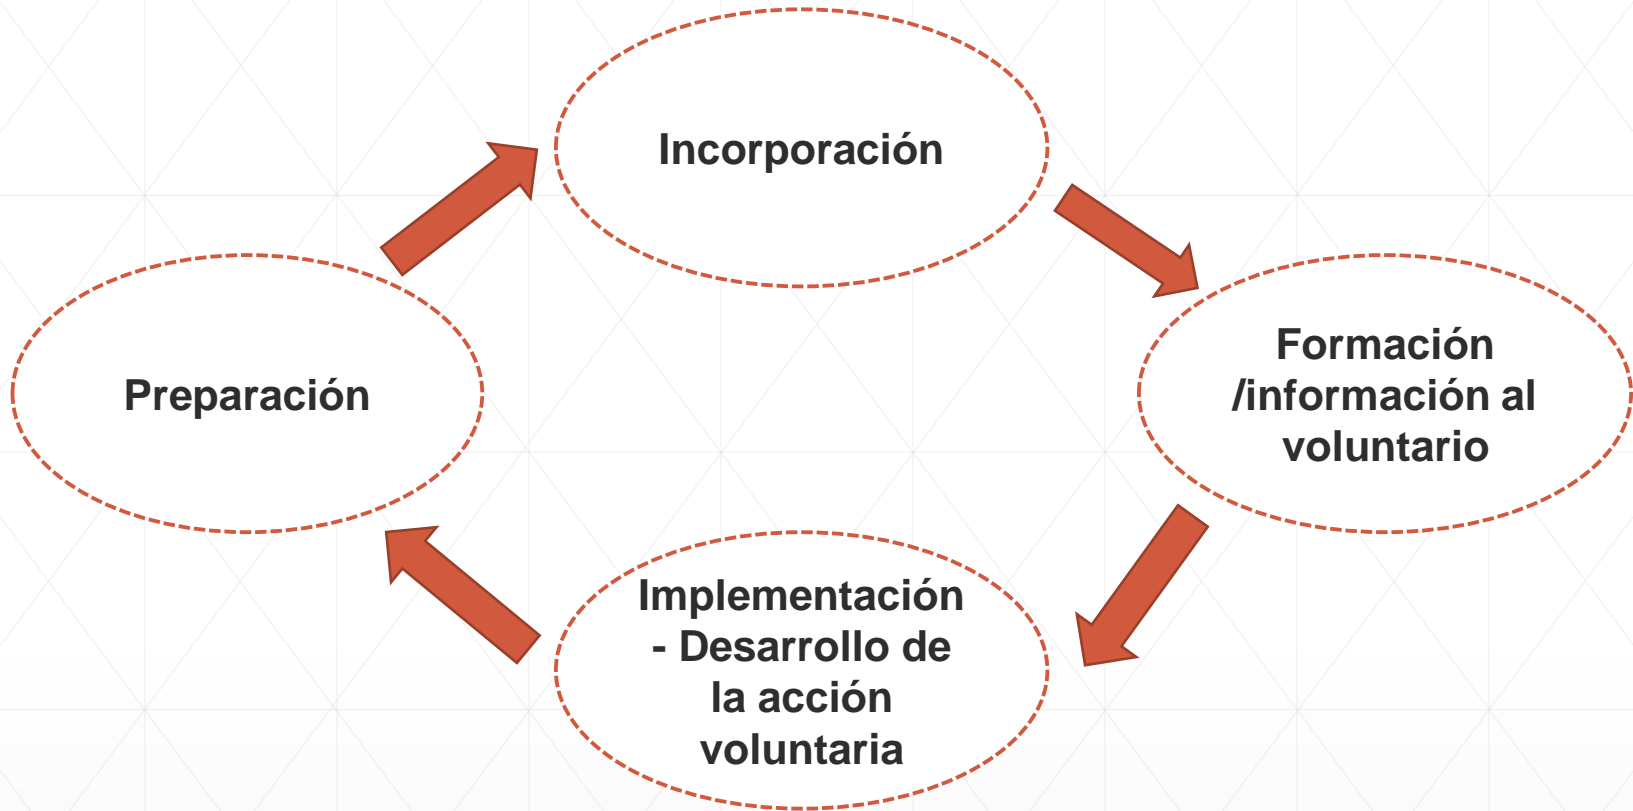 Incorporación
Preparación
Formación
/información al
voluntario
Implementación
- Desarrollo de
la acción
voluntaria